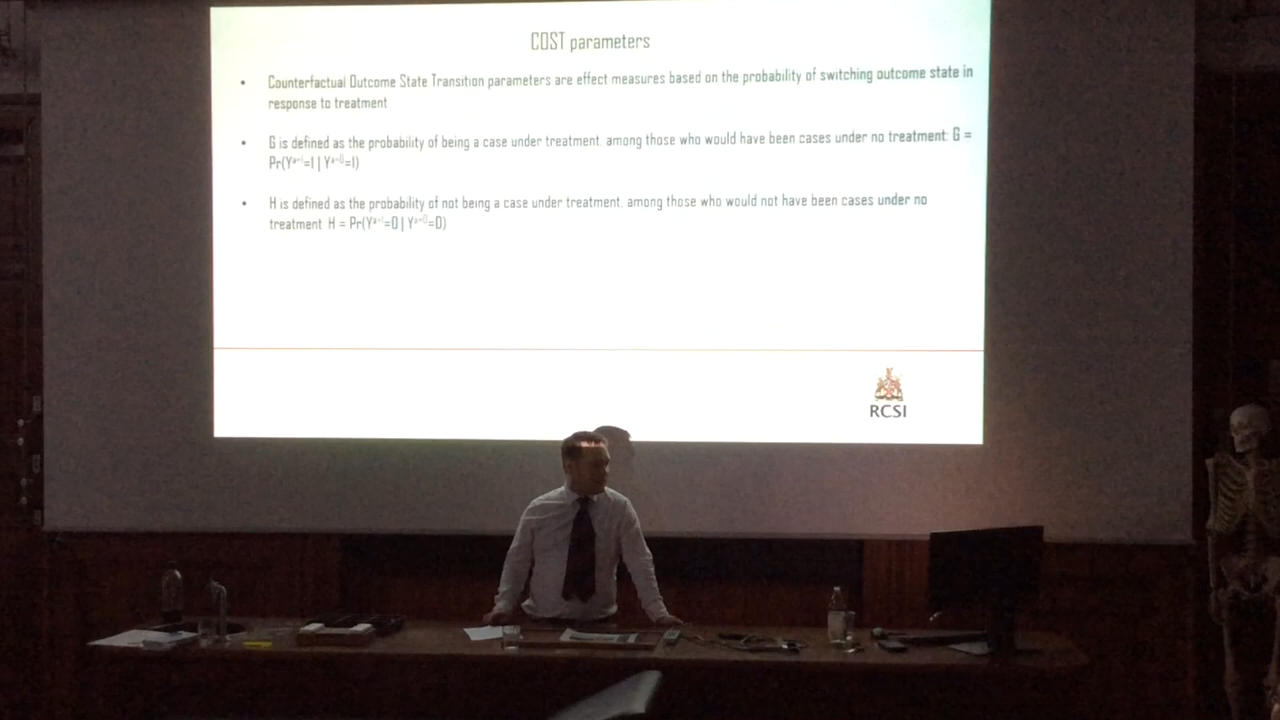 COST parameters
• Counterfactual Outcome State Transition parameters are effect measures based on the probability of switching outcome state in
response to treatment
• G is defined as the probability of being a case under treatment, among those who would have been cases under no treatment: G =
Pr(Yᵃ⁼¹=1 | Yᵃ⁼⁰=1)
• H is defined as the probability of not being a case under treatment, among those who would not have been cases under no
treatment H = Pr(Yᵃ⁼¹=0 | Yᵃ⁼⁰=0)
RCSI